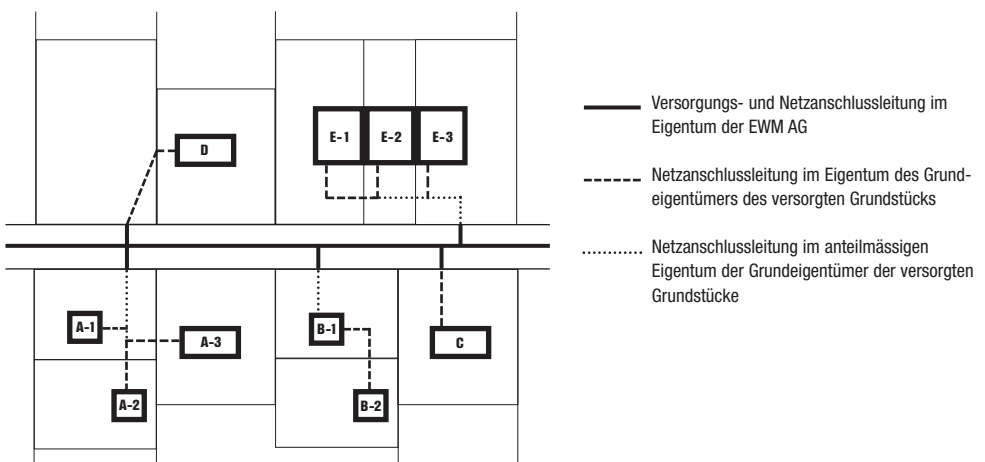 E-1 E-2 E-3
D
A-1
A-3
B-1
C
A-2
B-2
Versorgungs- und Netzanschlussleitung im
Eigentum der EWM AG
Netzanschlussleitung im Eigentum des Grund-
eigentümers des versorgten Grundstücks
Netzanschlussleitung im anteilmässigen
Eigentum der Grundeigentümer der versorgten
Grundstücke